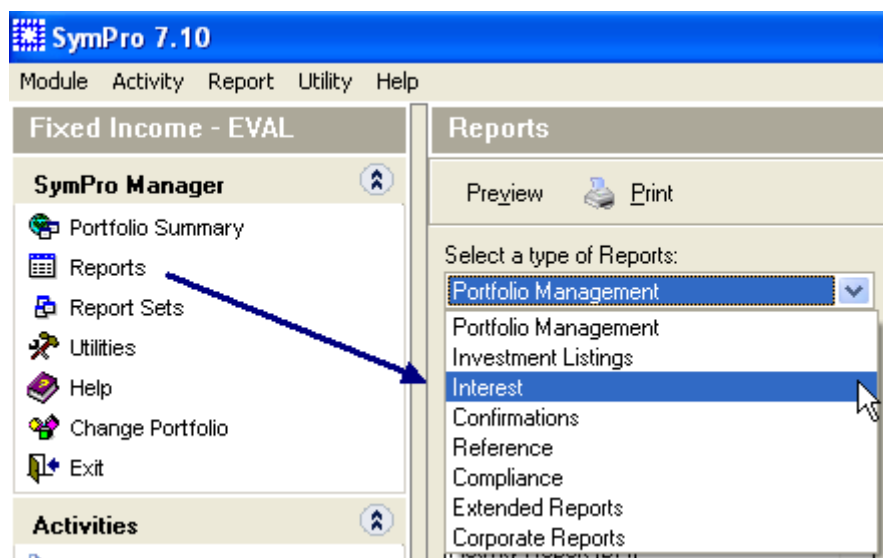 SymPro 7.10
Module Activity Report Utility Help
Fixed Income - EVAL
SymPro Manager
Portfolio Summary
Reports
Report Sets
Utilities
Help
Change Portfolio
Exit
Activities
Reports
Preview Print
Select a type of Reports:
Portfolio Management
Portfolio Management
Investment Listings
Interest
Confirmations
Reference
Compliance
Extended Reports
Corporate Reports